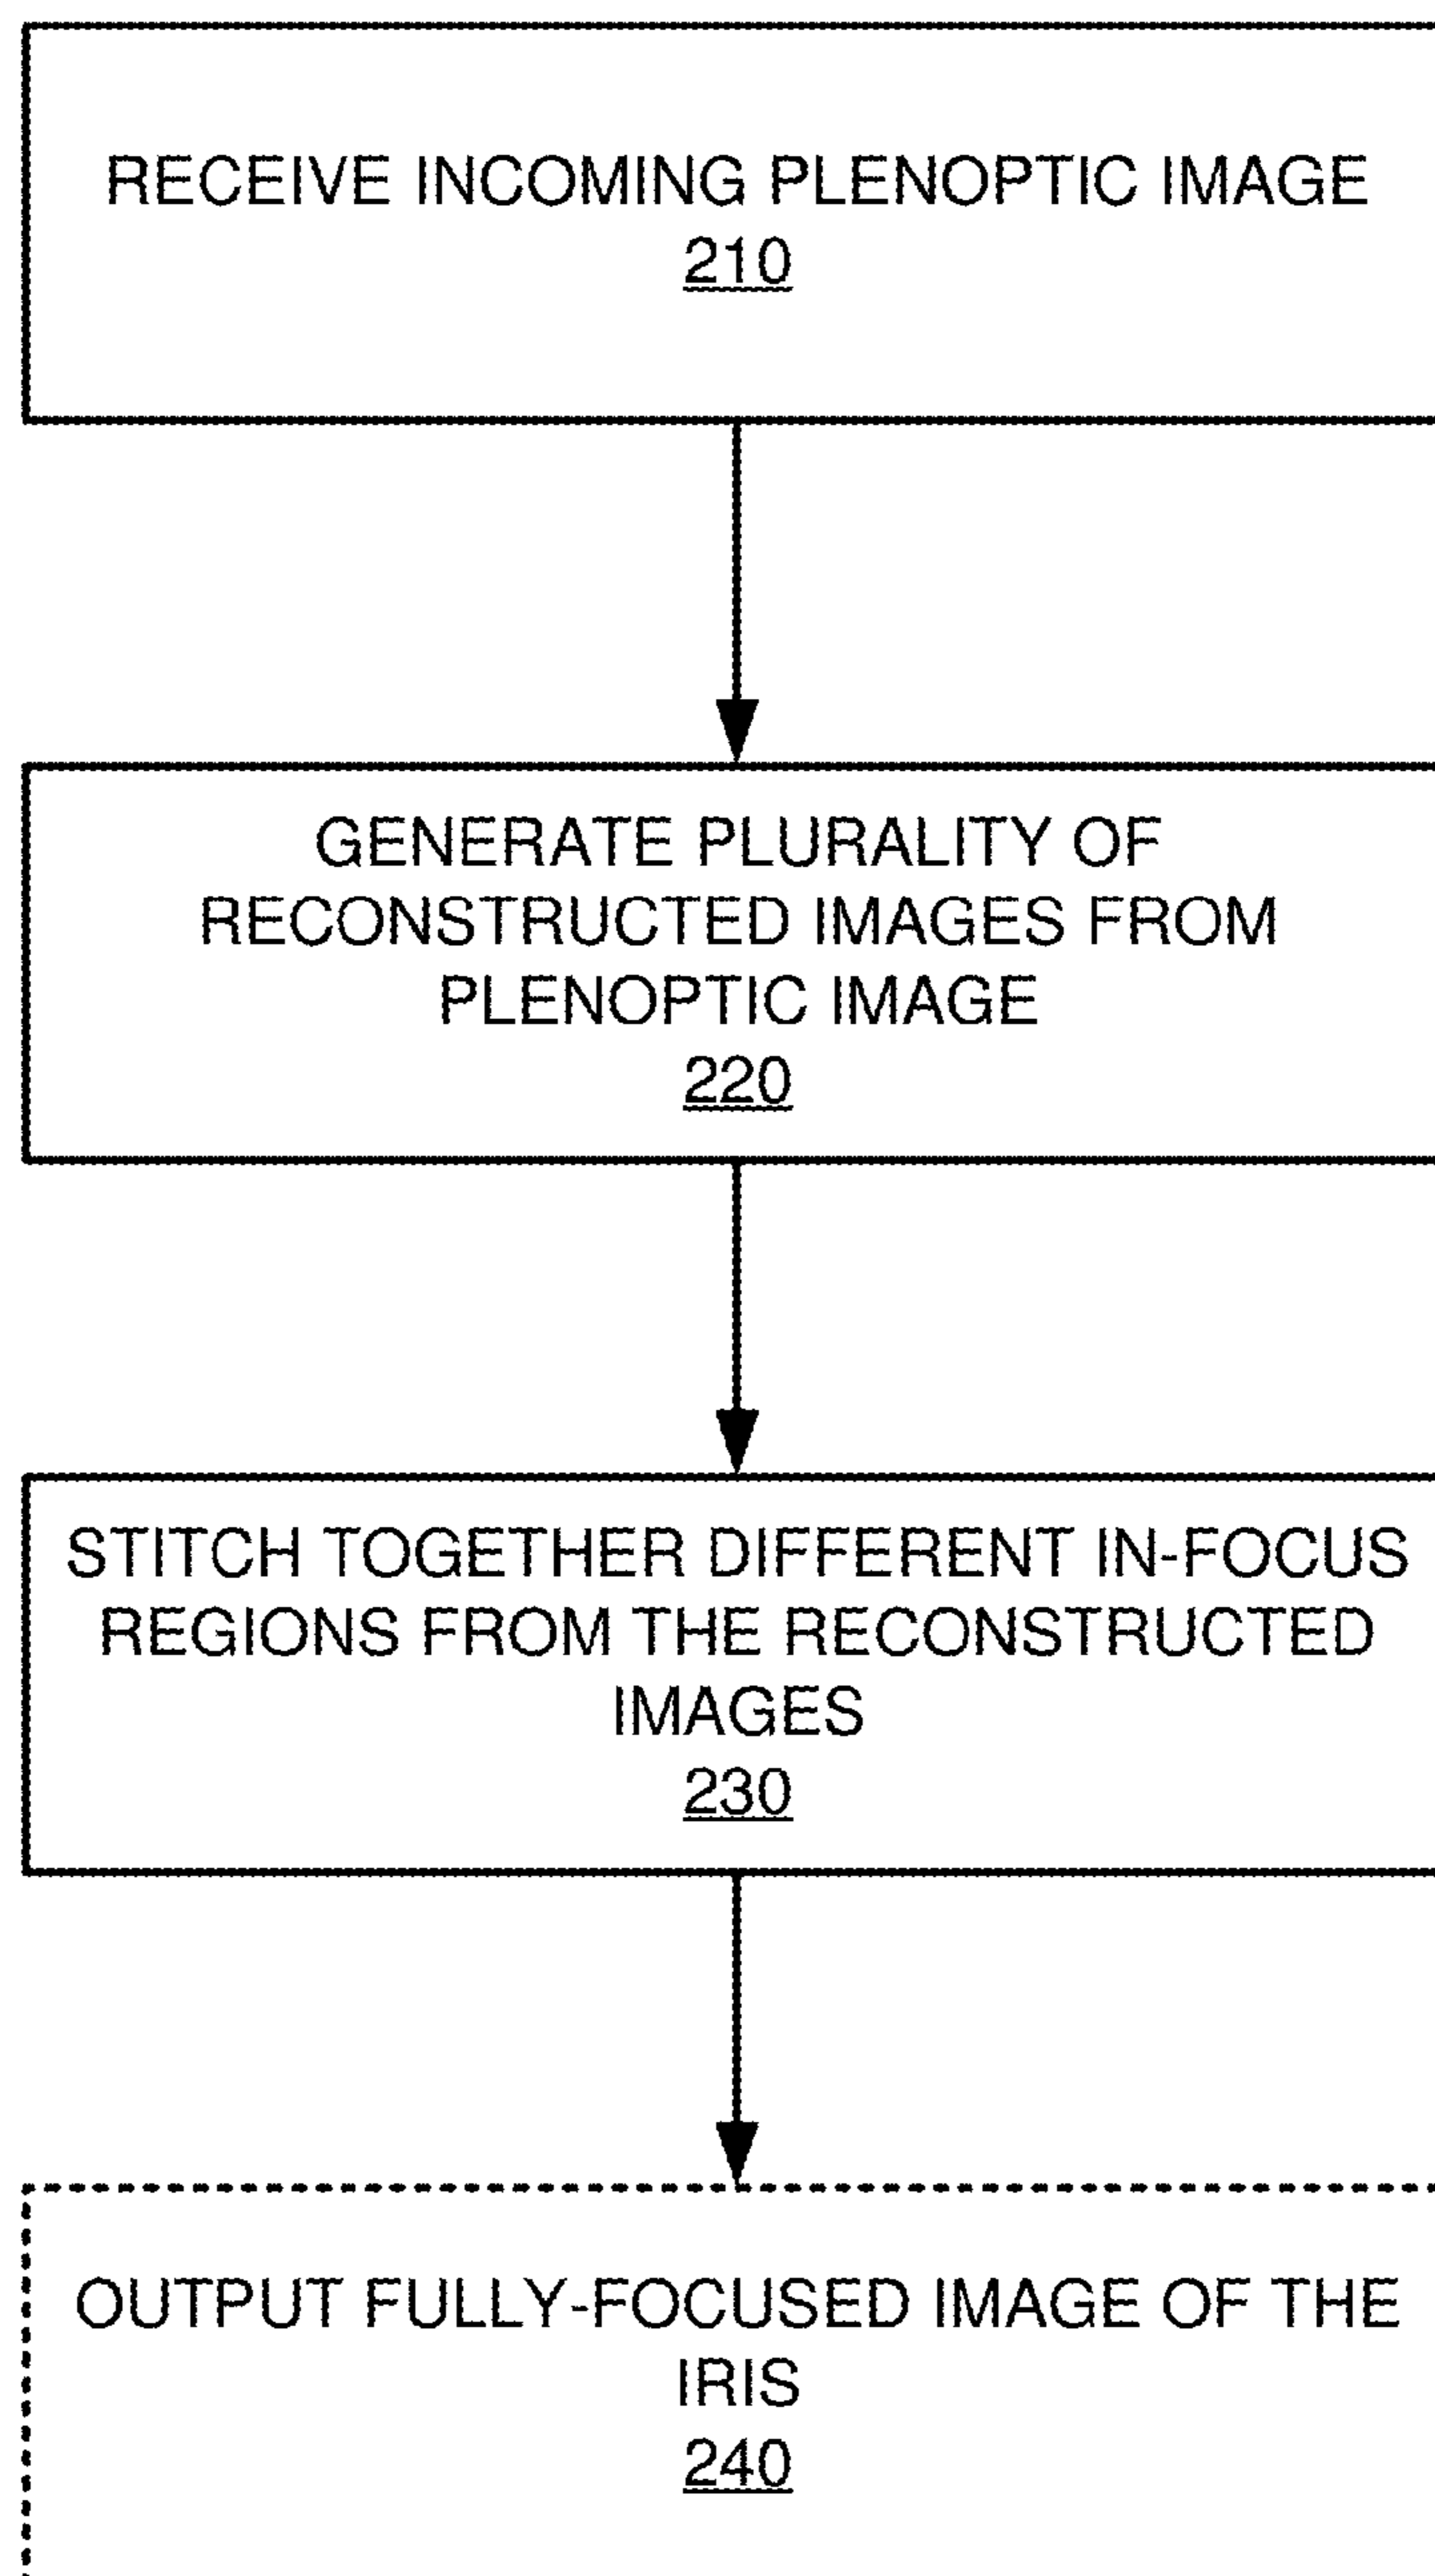 RECEIVE INCOMING PLENOPTIC IMAGE
210
GENERATE PLURALITY OF
RECONSTRUCTED IMAGES FROM
PLENOPTIC IMAGE
220
STITCH TOGETHER DIFFERENT IN-FOCUS
REGIONS FROM THE RECONSTRUCTED
IMAGES
230
OUTPUT FULLY-FOCUSED IMAGE OF THE
IRIS
240